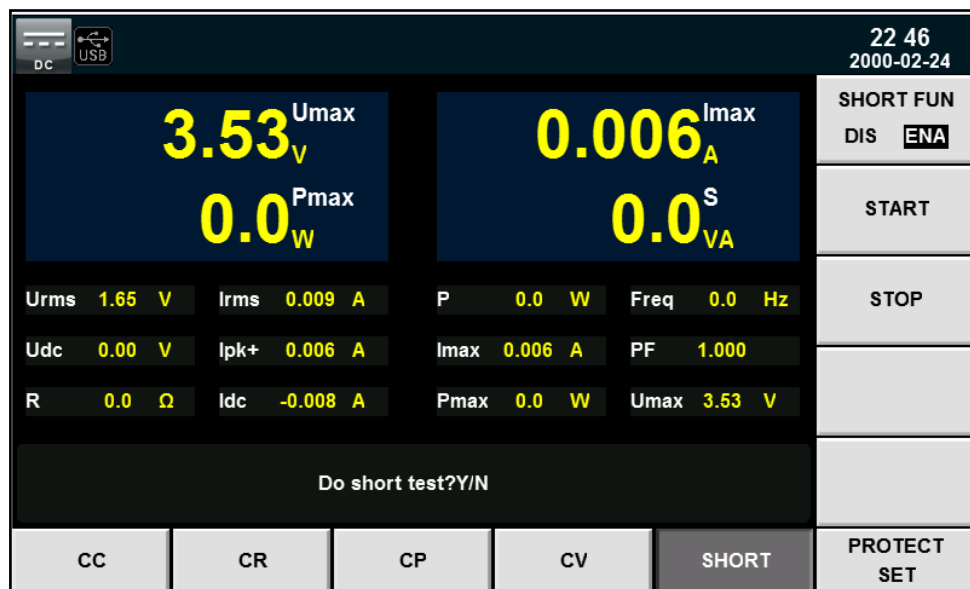 DC
USB
22 46
2000-02-24
3.53 V Umax
0.006 A Imax
0.0 W Pmax
0.0 VA S
Urms 1.65 V Irms 0.009 A P 0.0 W Freq 0.0 Hz
Udc 0.00 V Ipk+ 0.006 A Imax 0.006 A PF 1.000
R 0.0 Ω Idc -0.008 A Pmax 0.0 W Umax 3.53 V
Do short test?Y/N
SHORT FUN
DIS ENA
START
STOP
CC CR CP CV SHORT
PROTECT
SET